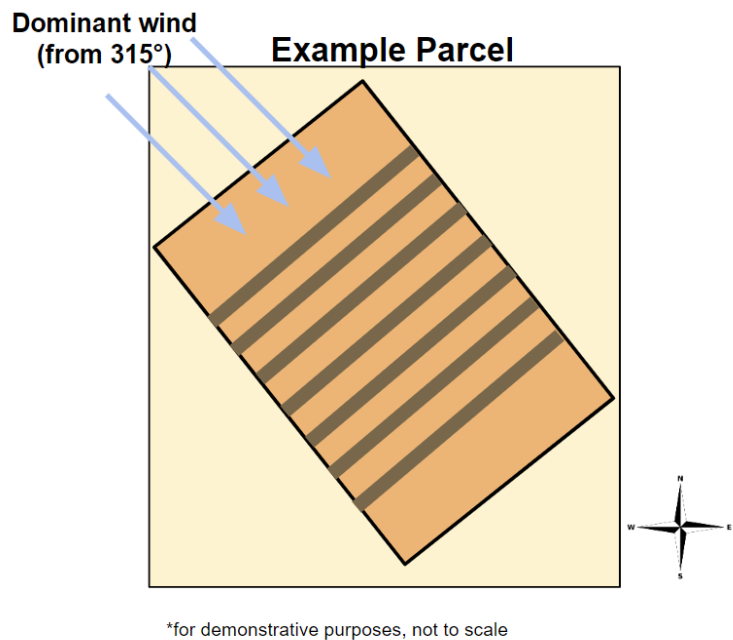 Dominant wind
(from 315°)
Example Parcel
N
W
E
S
*for demonstrative purposes, not to scale